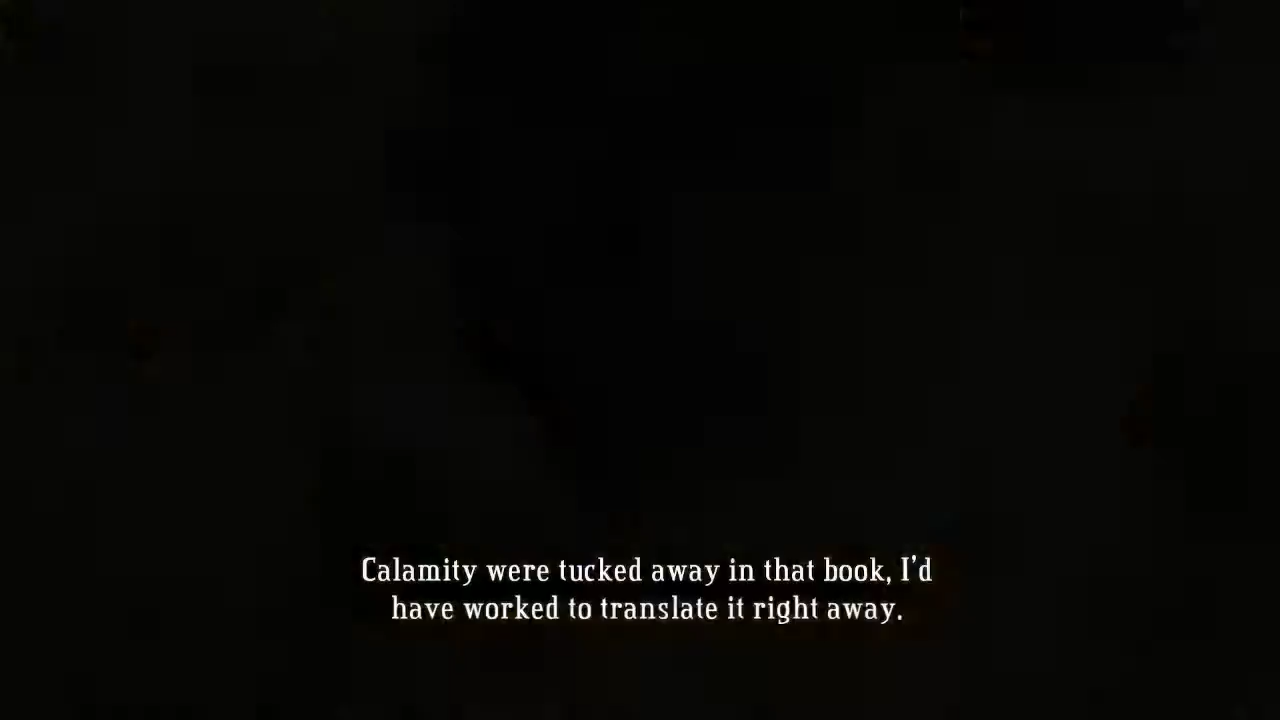 Calamity were tucked away in that book, I'd
have worked to translate it right away.